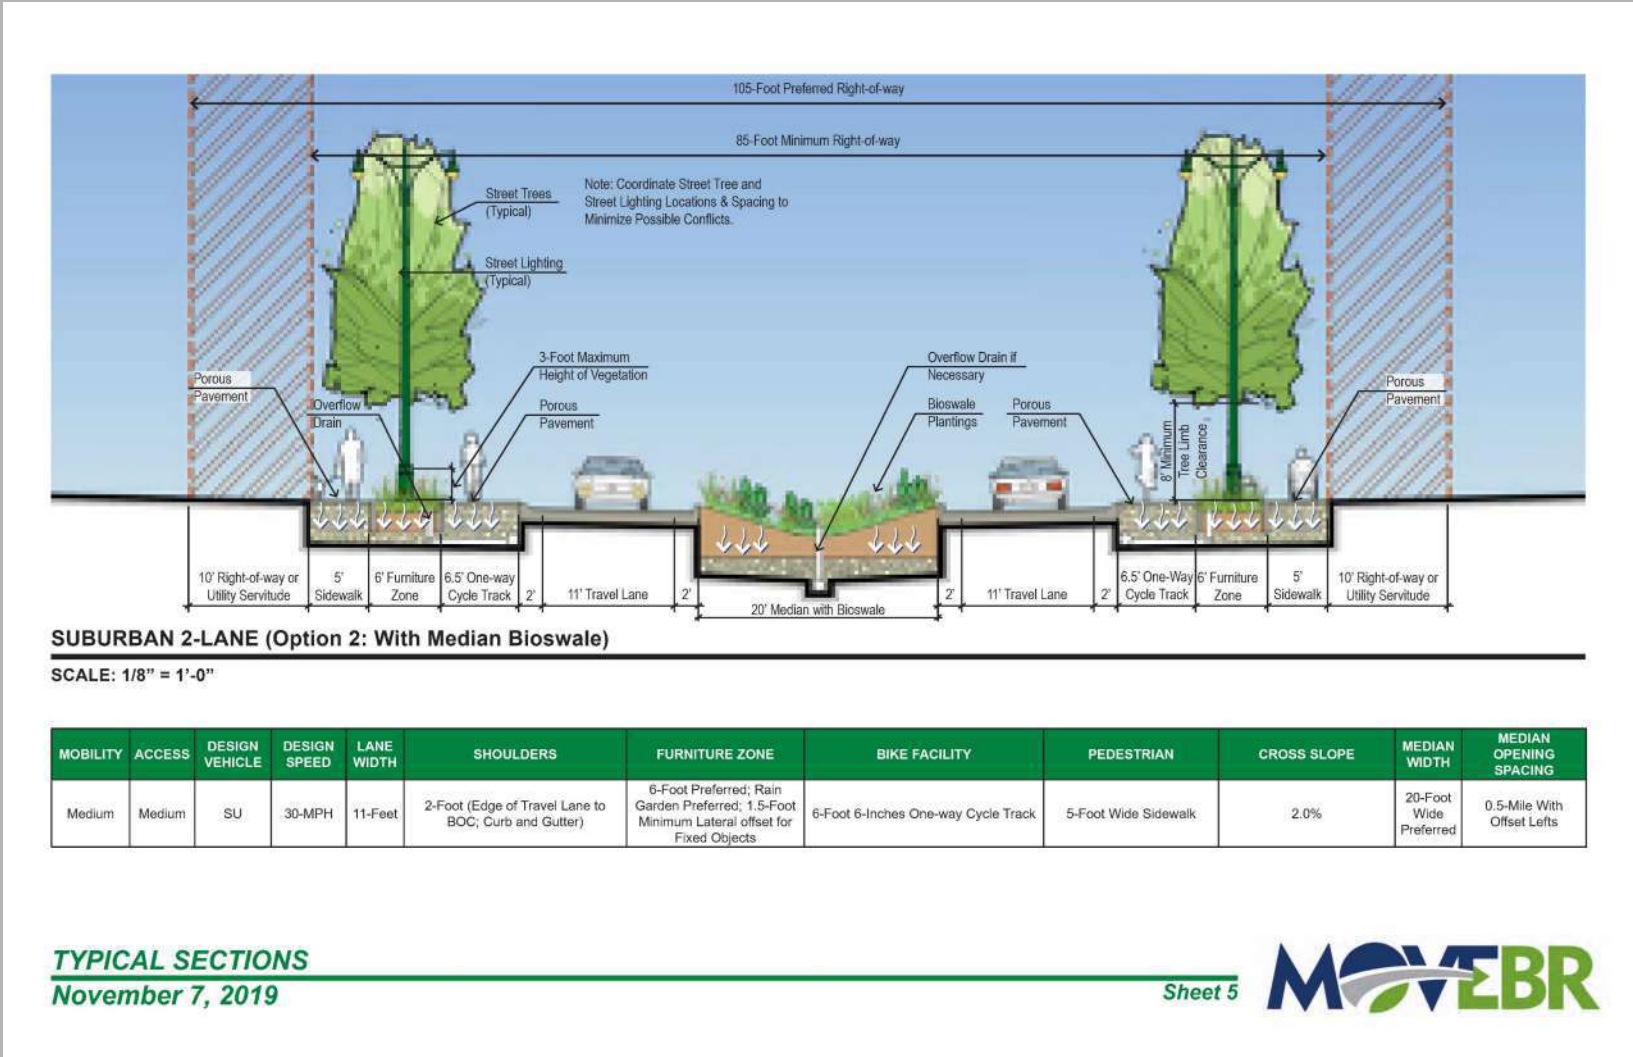 105-Foot Preferred Right-of-way
85-Foot Minimum Right-of-way
Street Trees
(Typical)
Note: Coordinate Street Tree and
Street Lighting Locations & Spacing to
Minimize Possible Conflicts.
Street Lighting
(Typical)
Porous
Pavement
Overflow
Drain
3-Foot Maximum
Height of Vegetation
Porous
Pavement
Overflow Drain if
Necessary
Bioswale
Plantings
Porous
Pavement
8' Minimum
Tree Limb
Clearance
Porous
Pavement
10' Right-of-way or
Utility Servitude
5'
Sidewalk
6' Furniture
Zone
6.5' One-way
Cycle Track
2'
11' Travel Lane
2'
20' Median with Bioswale
2'
11' Travel Lane
2'
6.5' One-Way
Cycle Track
6' Furniture
Zone
5'
Sidewalk
10' Right-of-way or
Utility Servitude
SUBURBAN 2-LANE (Option 2: With Median Bioswale)
SCALE: 1/8” = 1’-0”
MOBILITY
ACCESS
DESIGN
VEHICLE
DESIGN
SPEED
LANE
WIDTH
SHOULDERS
FURNITURE ZONE
BIKE FACILITY
PEDESTRIAN
CROSS SLOPE
MEDIAN
WIDTH
MEDIAN
OPENING
SPACING
Medium
Medium
SU
30-MPH
11-Feet
2-Foot (Edge of Travel Lane to
BOC; Curb and Gutter)
6-Foot Preferred; Rain
Garden Preferred; 1.5-Foot
Minimum Lateral offset for
Fixed Objects
6-Foot 6-Inches One-way Cycle Track
5-Foot Wide Sidewalk
2.0%
20-Foot
Wide
Preferred
0.5-Mile With
Offset Lefts
TYPICAL SECTIONS
November 7, 2019
Sheet 5
MOVEBR